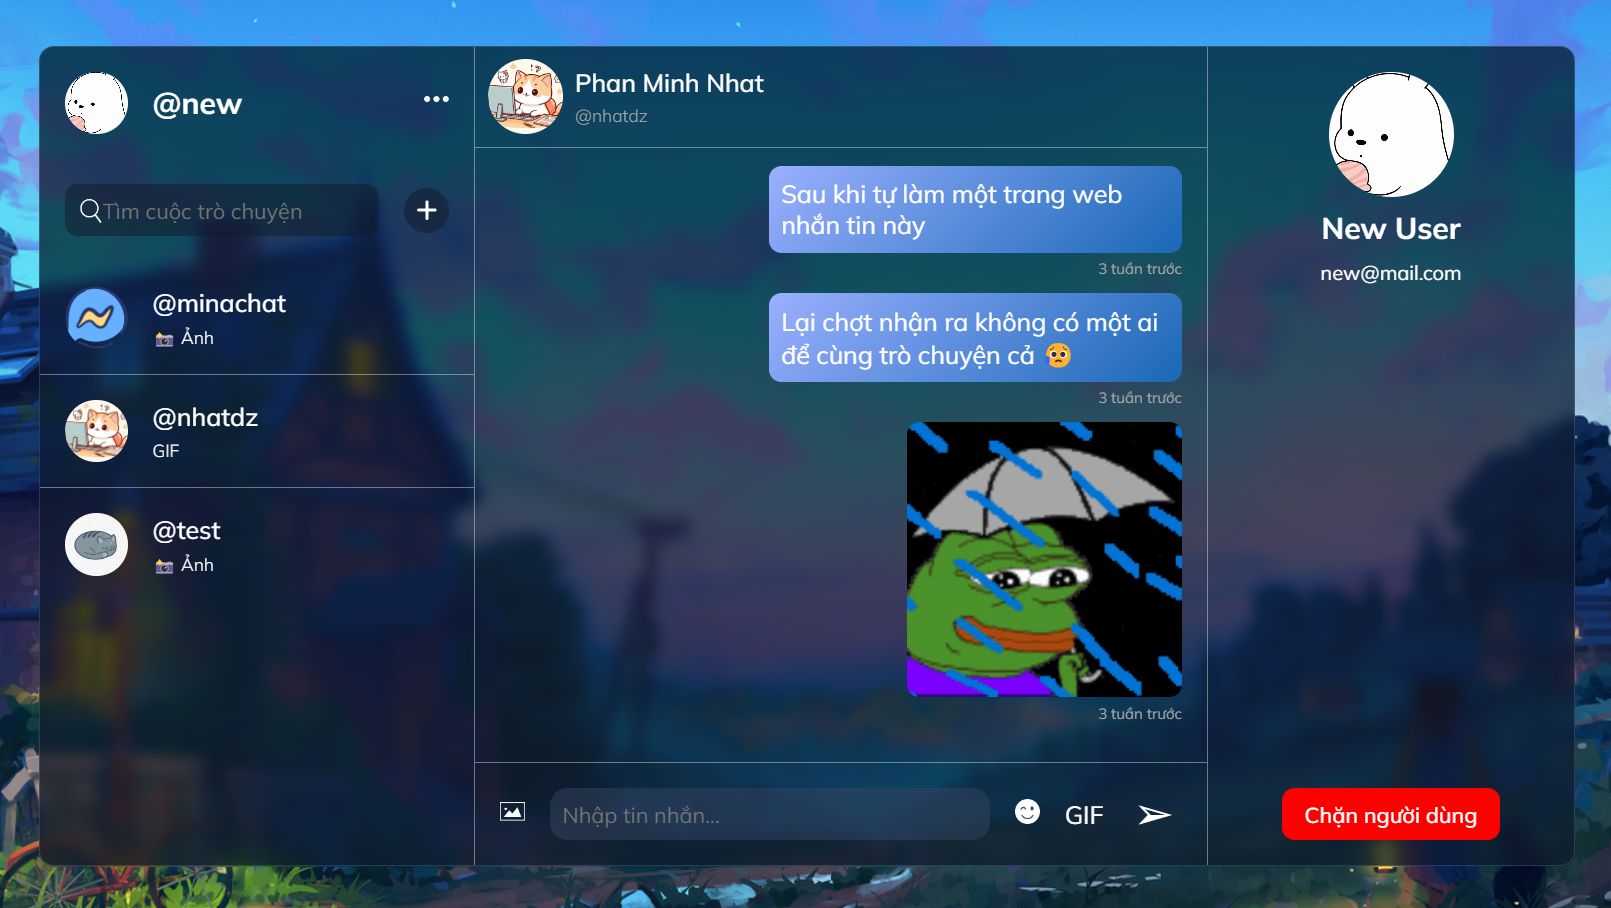 @new
Tìm cuộc trò chuyện
@minachat
📸 Ảnh
@nhatdz
GIF
@test
📸 Ảnh
Phan Minh Nhat
@nhatdz
Sau khi tự làm một trang web
nhắn tin này
3 tuần trước
Lại chợt nhận ra không có một ai
để cùng trò chuyện cả 😥
3 tuần trước
3 tuần trước
Nhập tin nhắn...
GIF
New User
new@mail.com
Chặn người dùng